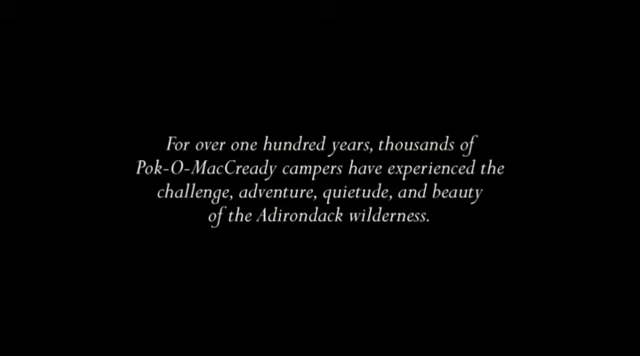 For over one hundred years, thousands of
Pok-O-MacCready campers have experienced the
challenge, adventure, quietude, and beauty
of the Adirondack wilderness.